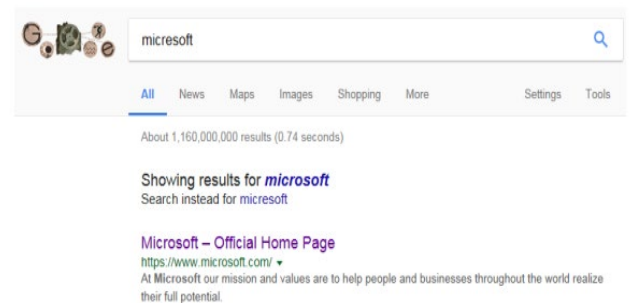 micresoft
All News Maps Images Shopping More Settings Tools
About 1,160,000,000 results (0.74 seconds)
Showing results for microsoft
Search instead for micresoft
Microsoft – Official Home Page
https://www.microsoft.com/
At Microsoft our mission and values are to help people and businesses throughout the world realize
their full potential.